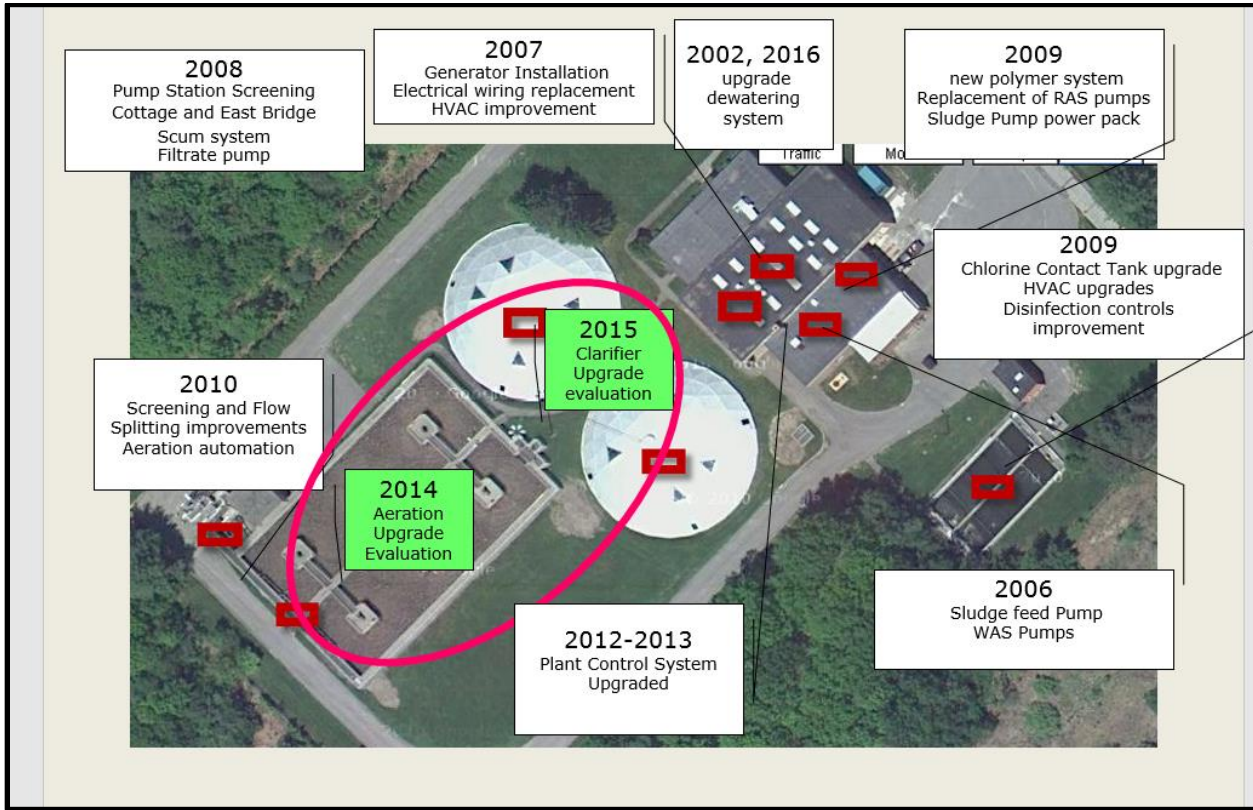 2008
Pump Station Screening
Cottage and East Bridge
Scum system
Filtrate pump
2007
Generator Installation
Electrical wiring replacement
HVAC improvement
2002, 2016
upgrade
dewatering
system
2009
new polymer system
Replacement of RAS pumps
Sludge Pump power pack
Traffic
2009
Chlorine Contact Tank upgrade
HVAC upgrades
Disinfection controls
improvement
2015
Clarifier
Upgrade
evaluation
2010
Screening and Flow
Splitting improvements
Aeration automation
2014
Aeration
Upgrade
Evaluation
2012-2013
Plant Control System
Upgraded
2006
Sludge feed Pump
WAS Pumps